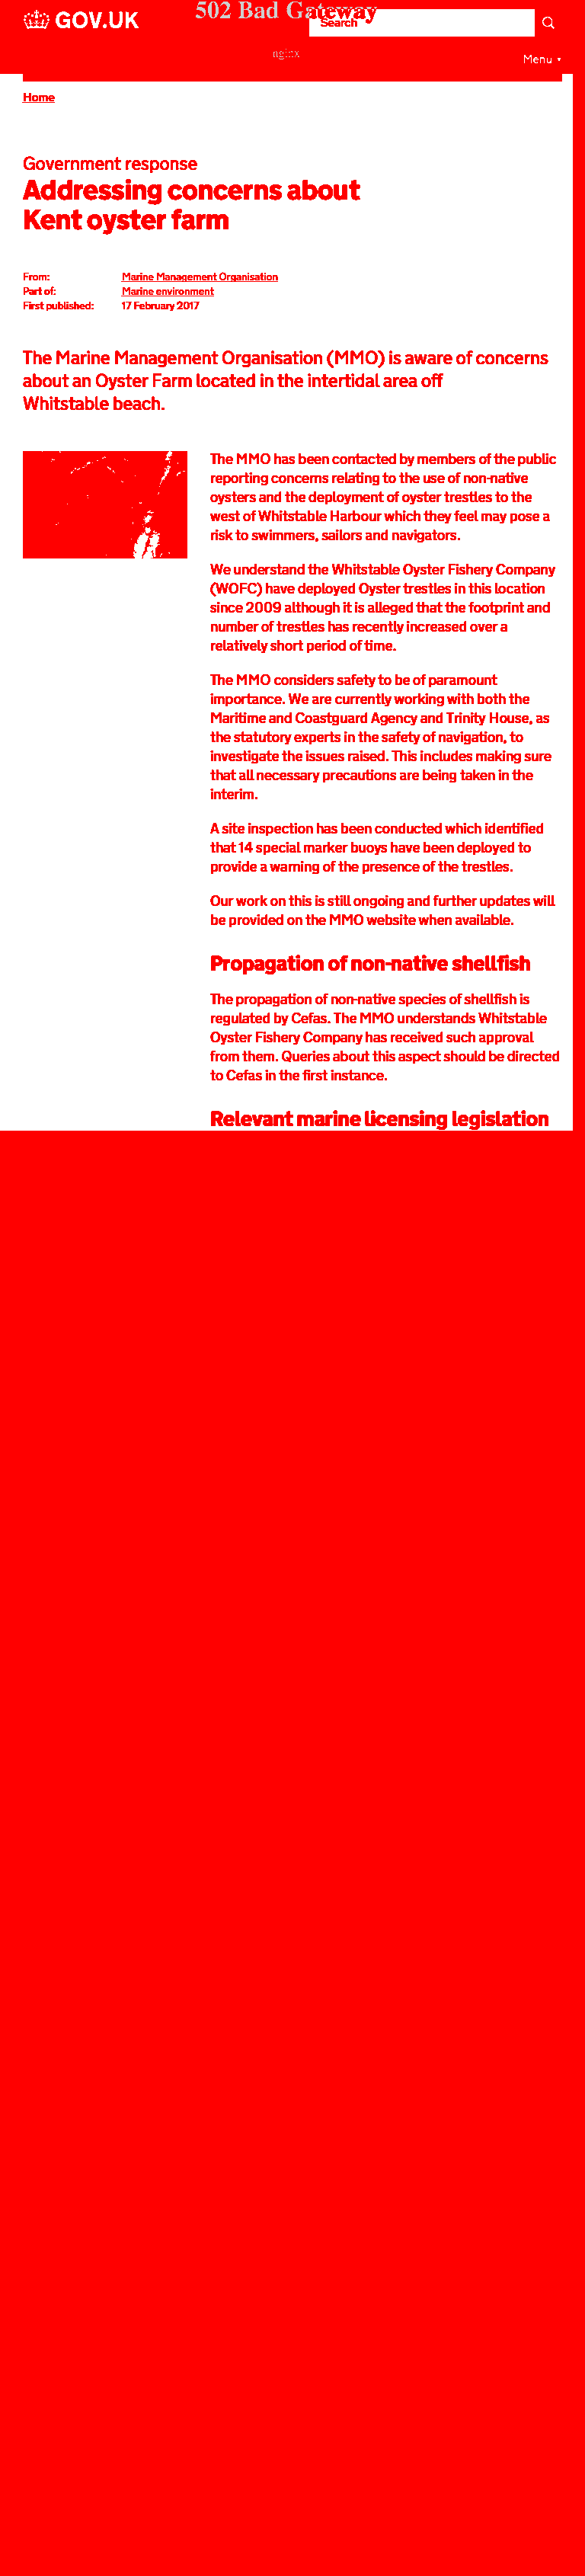 502 Bad Gateway
GOV.UK
Search
nginx
Menu
Home
Government response
Addressing concerns about
Kent oyster farm
From: Marine Management Organisation
Part of: Marine environment
First published: 17 February 2017
The Marine Management Organisation (MMO) is aware of concerns
about an Oyster Farm located in the intertidal area off
Whitstable beach.
The MMO has been contacted by members of the public
reporting concerns relating to the use of non-native
oysters and the deployment of oyster trestles to the
west of Whitstable Harbour which they feel may pose a
risk to swimmers, sailors and navigators.
We understand the Whitstable Oyster Fishery Company
(WOFC) have deployed Oyster trestles in this location
since 2009 although it is alleged that the footprint and
number of trestles has recently increased over a
relatively short period of time.
The MMO considers safety to be of paramount
importance. We are currently working with both the
Maritime and Coastguard Agency and Trinity House, as
the statutory experts in the safety of navigation, to
investigate the issues raised. This includes making sure
that all necessary precautions are being taken in the
interim.
A site inspection has been conducted which identified
that 14 special marker buoys have been deployed to
provide a warning of the presence of the trestles.
Our work on this is still ongoing and further updates will
be provided on the MMO website when available.
Propagation of non-native shellfish
The propagation of non-native species of shellfish is
regulated by Cefas. The MMO understands Whitstable
Oyster Fishery Company has received such approval
from them. Queries about this aspect should be directed
to Cefas in the first instance.
Relevant marine licensing legislation